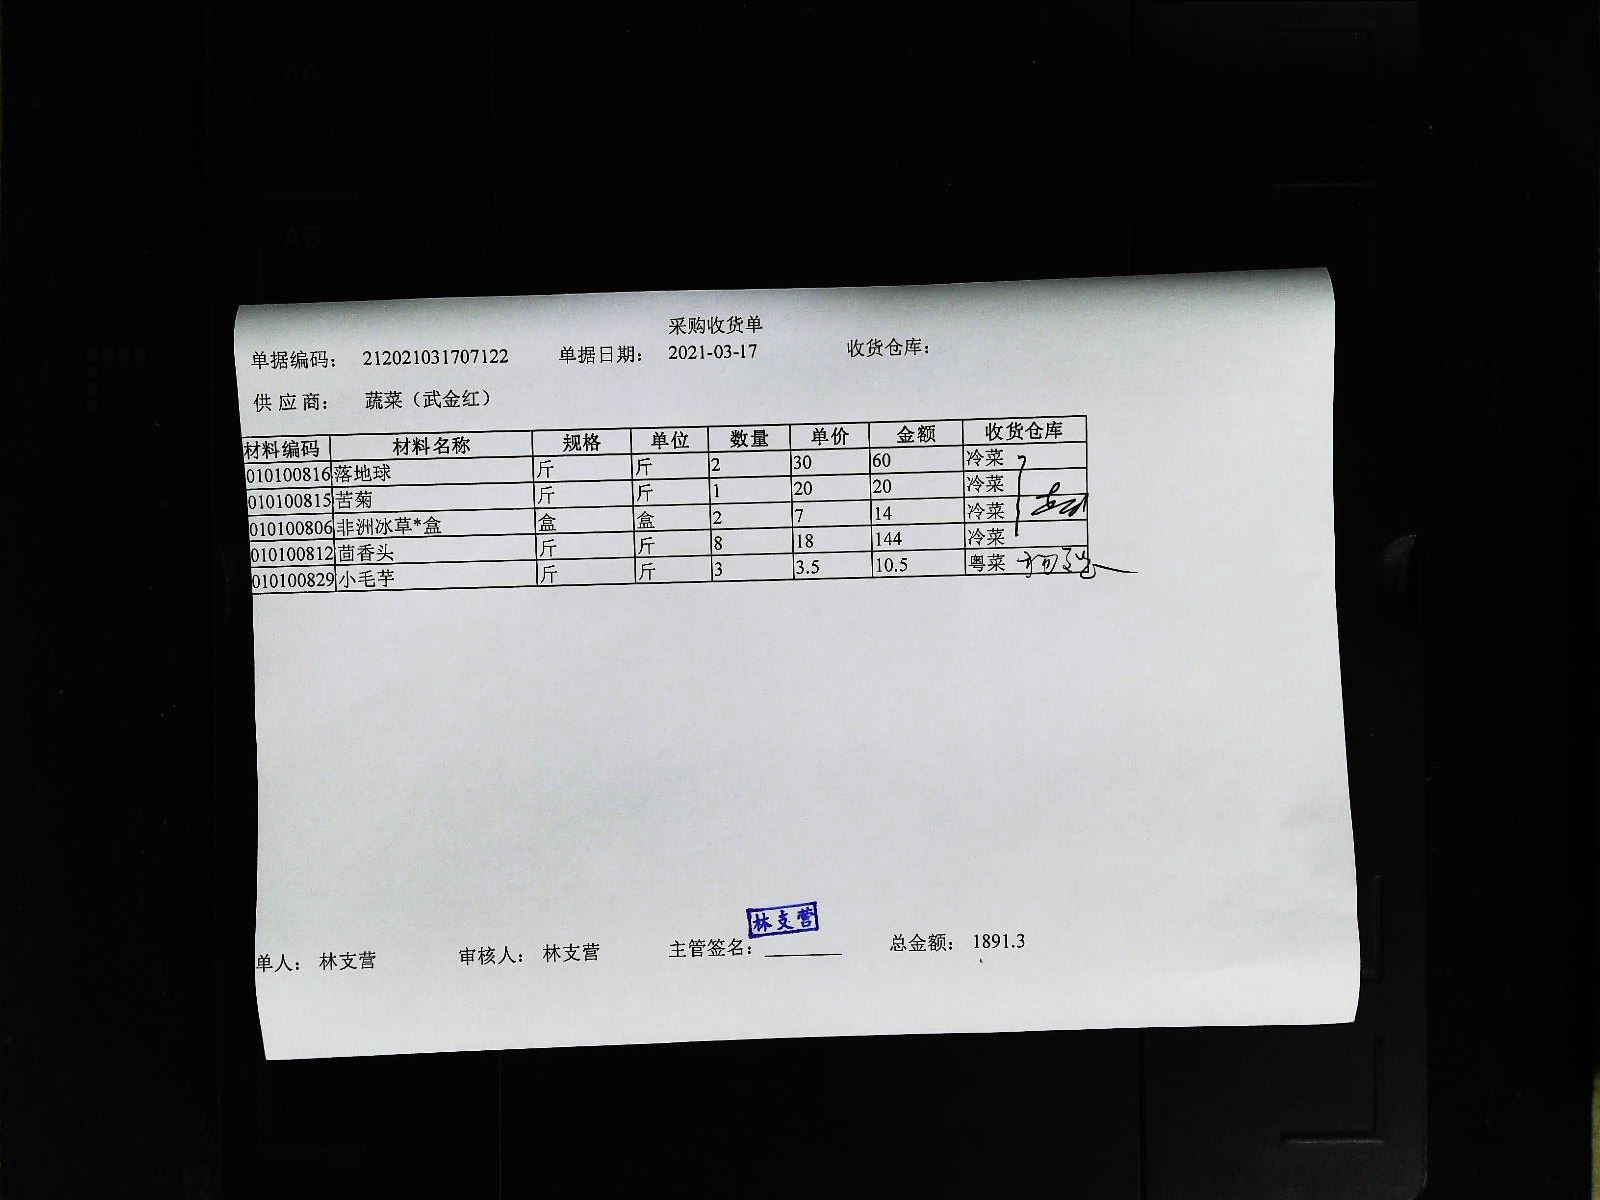 采购收货单
单据编码： 212021031707122 单据日期： 2021-03-17 收货仓库：
供 应 商： 蔬菜（武金红）
材料编码 材料名称 规格 单位 数量 单价 金额 收货仓库
010100816 落地球 斤 斤 2 30 60 冷菜
010100815 苦菊 斤 斤 1 20 20 冷菜
010100806 非洲冰草*盒 盒 盒 2 7 14 冷菜
010100812 茴香头 斤 斤 8 18 144 冷菜
010100829 小毛芋 斤 斤 3 3.5 10.5 粤菜
林支营
单人： 林支营 审核人： 林支营 主管签名： 总金额： 1891.3